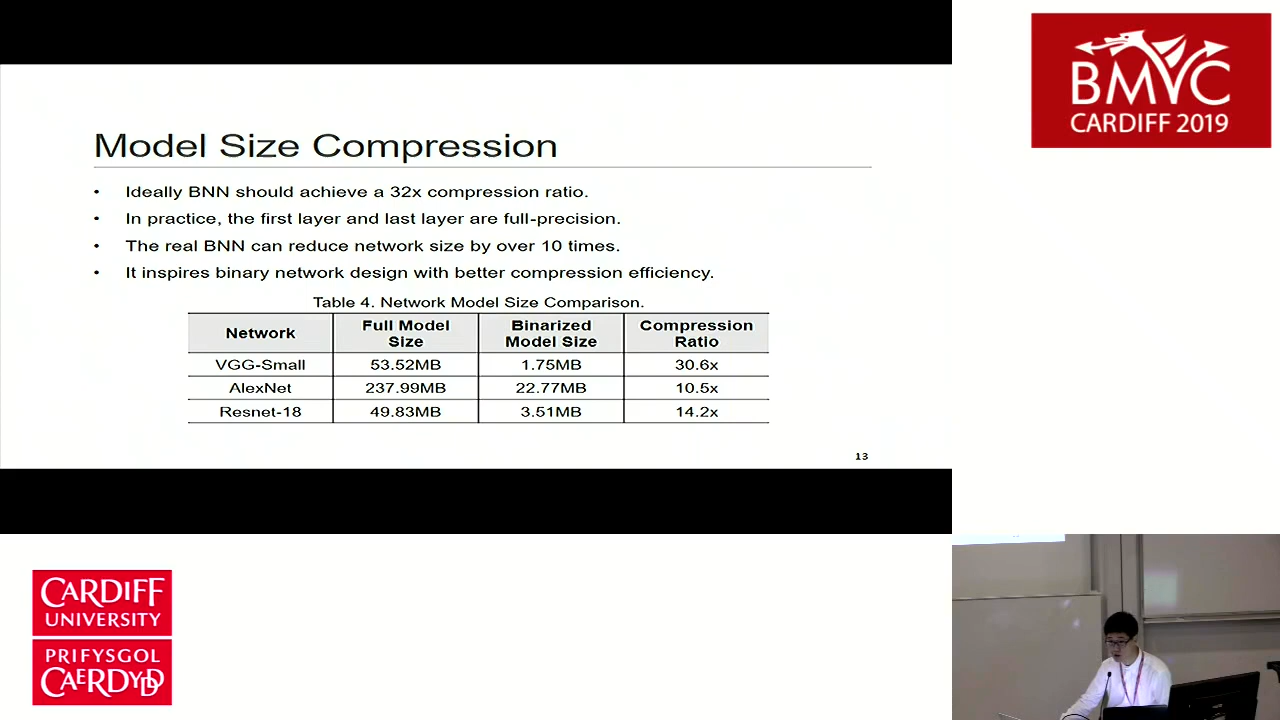 BMVC
CARDIFF 2019
Model Size Compression
• Ideally BNN should achieve a 32x compression ratio.
• In practice, the first layer and last layer are full-precision.
• The real BNN can reduce network size by over 10 times.
• It inspires binary network design with better compression efficiency.
Table 4. Network Model Size Comparison.
Network Full Model Size Binarized Model Size Compression Ratio
VGG-Small 53.52MB 1.75MB 30.6x
AlexNet 237.99MB 22.77MB 10.5x
Resnet-18 49.83MB 3.51MB 14.2x
13
CARDIFF
UNIVERSITY
PRIFYSGOL
CAERDYDD